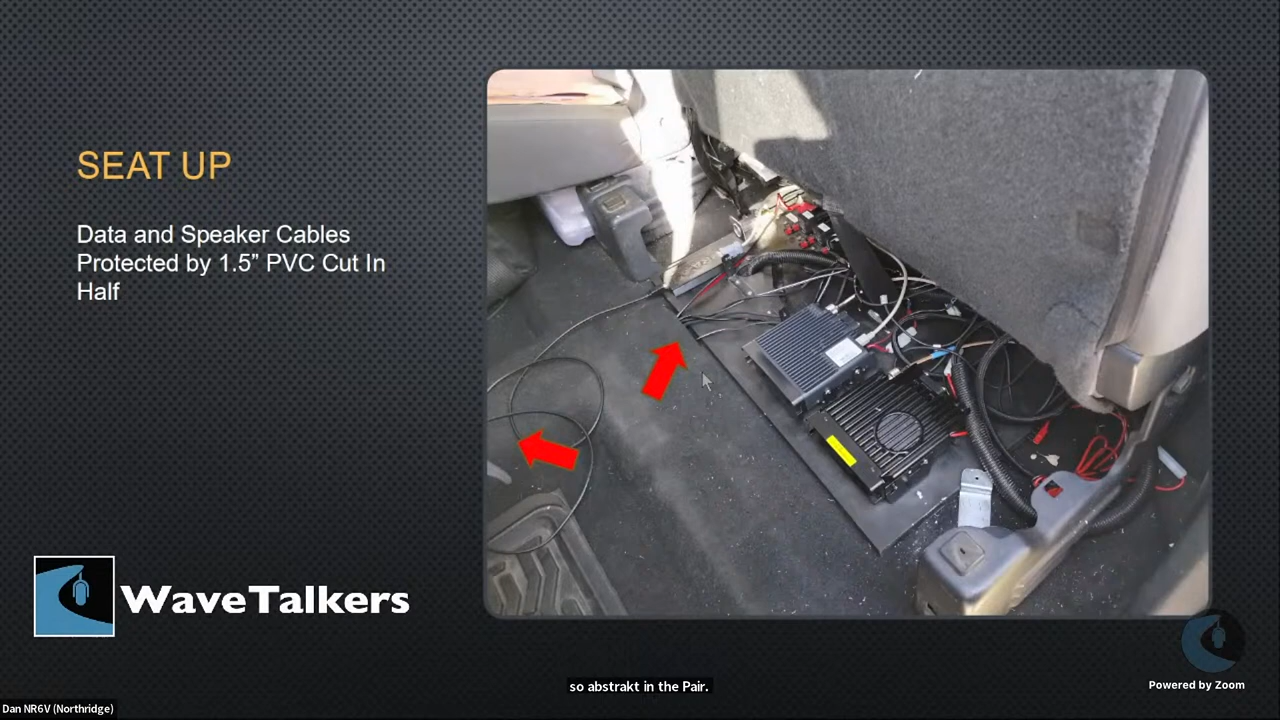 SEAT UP
Data and Speaker Cables
Protected by 1.5” PVC Cut In
Half
WaveTalkers
so abstrakt in the Pair.
Powered by Zoom
Dan NR6V (Northridge)